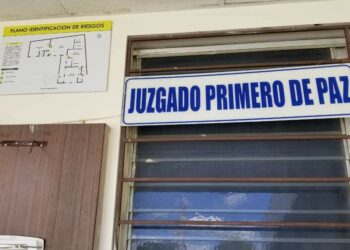 PLANO IDENTIFICACION DE RIESGOS
JUZGADO PRIMERO DE PAZ